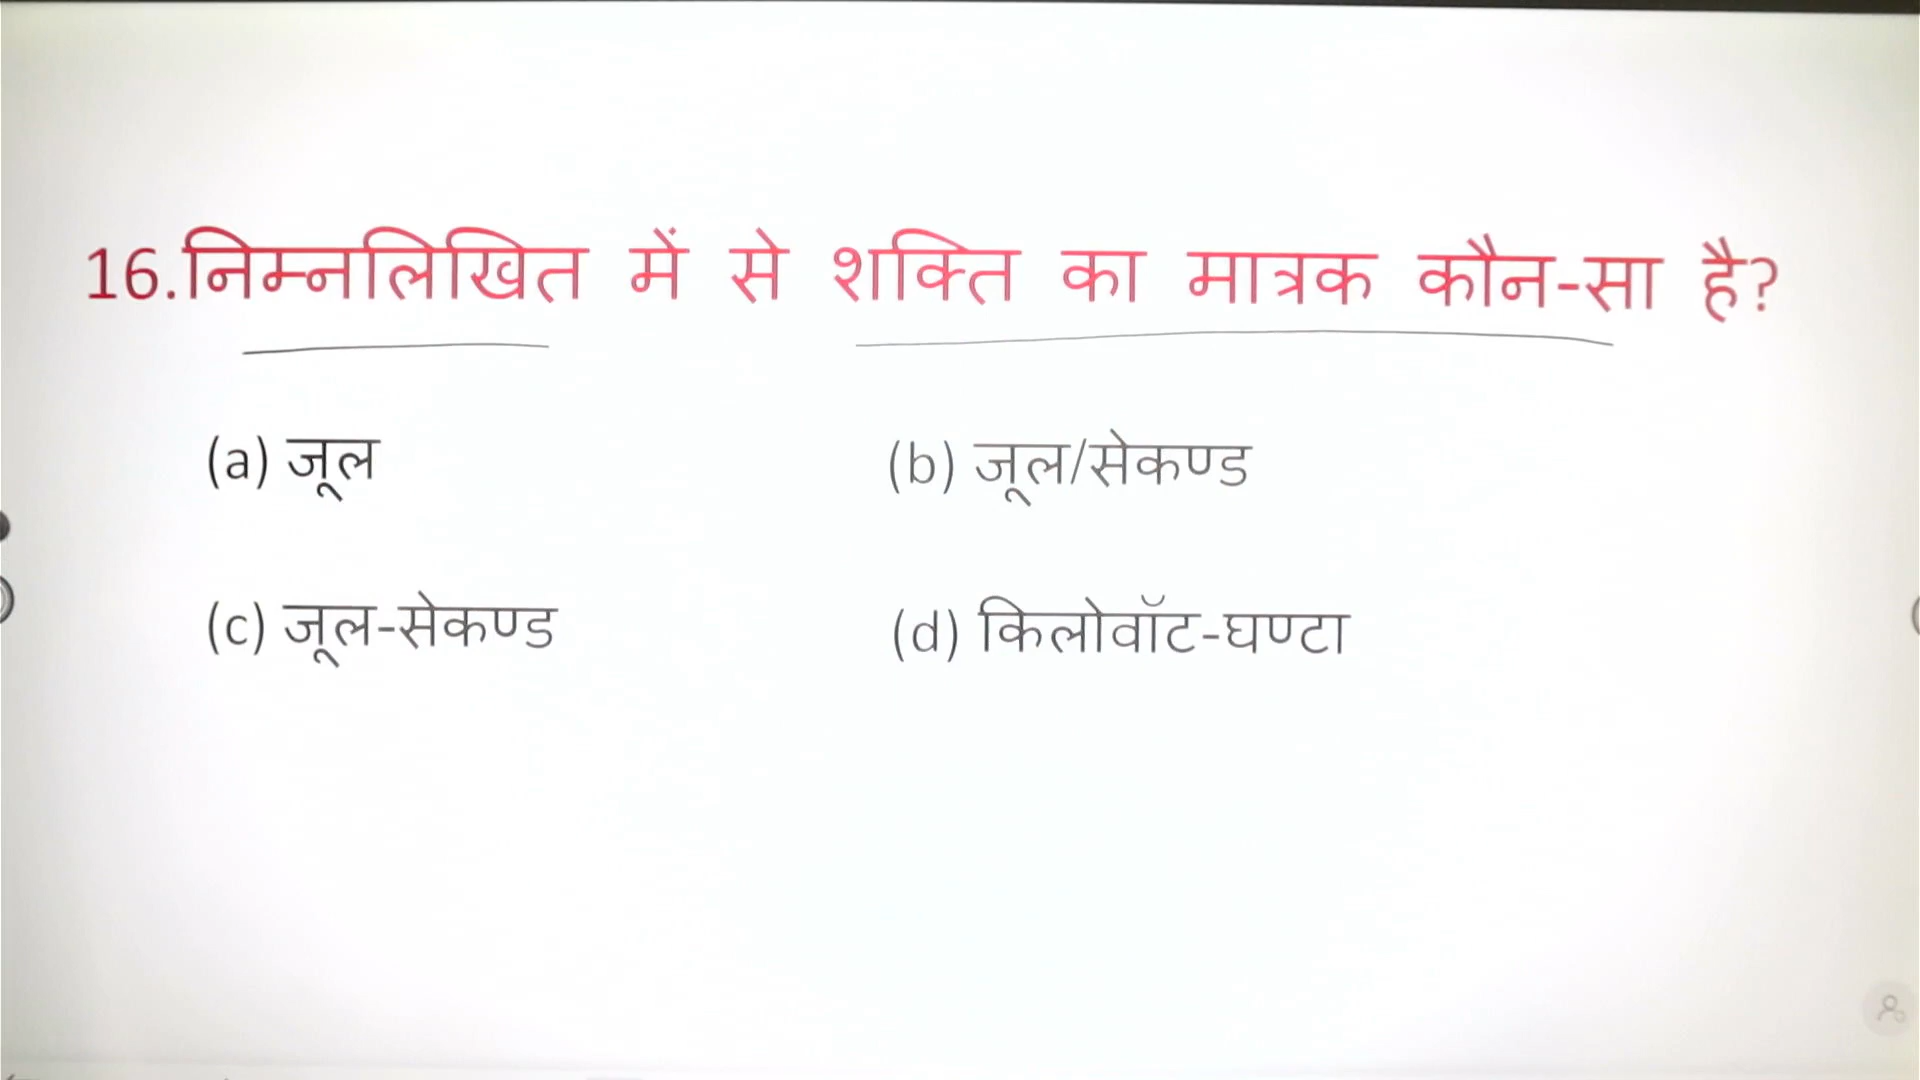 16.निम्नलिखित में से शक्ति का मात्रक कौन-सा है?
(a) जूल (b) जूल/सेकण्ड
(c) जूल-सेकण्ड (d) किलोवॉट-घण्टा